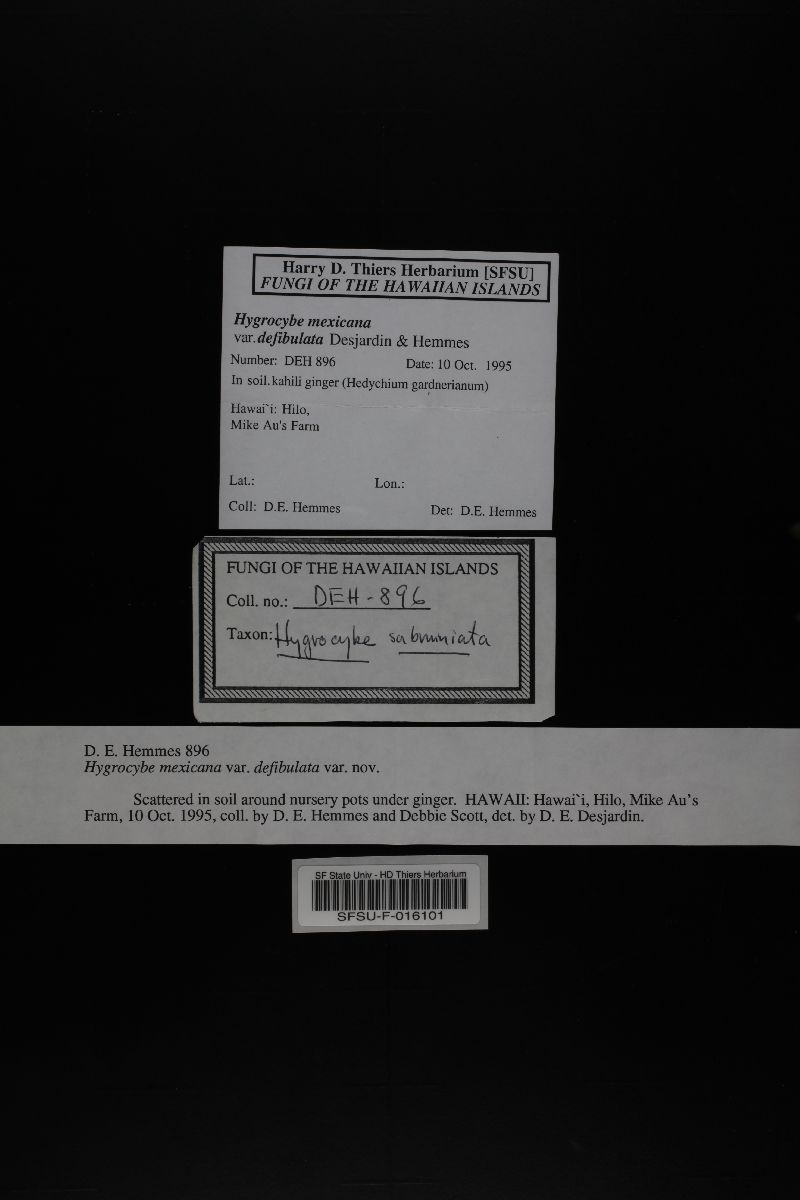 Harry D. Thiers Herbarium [SFSU]
FUNGI OF THE HAWAIIAN ISLANDS
Hygrocybe mexicana
var. defibulata Desjardin & Hemmes
Number: DEH 896 Date: 10 Oct. 1995
In soil. kahili ginger (Hedychium gardnerianum)
Hawai`i: Hilo,
Mike Au's Farm
Lat.: Lon.:
Coll: D.E. Hemmes Det: D.E. Hemmes
FUNGI OF THE HAWAIIAN ISLANDS
Coll. no.: DEH-896
Taxon: Hygrocybe
D. E. Hemmes 896
Hygrocybe mexicana var. defibulata var. nov.
Scattered in soil around nursery pots under ginger. HAWAII: Hawai`i, Hilo, Mike Au's
Farm, 10 Oct. 1995, coll. by D. E. Hemmes and Debbie Scott, det. by D. E. Desjardin.
SF State Univ - HD Thiers Herbarium
SFSU-F-016101